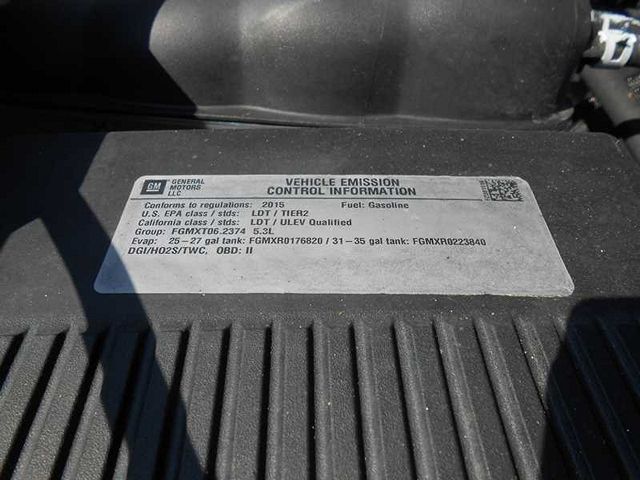 GM GENERAL MOTORS LLC
VEHICLE EMISSION
CONTROL INFORMATION
Conforms to regulations: 2015 Fuel: Gasoline
U.S. EPA class / stds: LDT / TIER2
California class / stds: LDT / ULEV Qualified
Group: FGMXT06.2374 5.3L
Evap: 25-27 gal tank: FGMXR0176820 / 31-35 gal tank: FGMXR0223840
DGI/HO2S/TWC, OBD: II